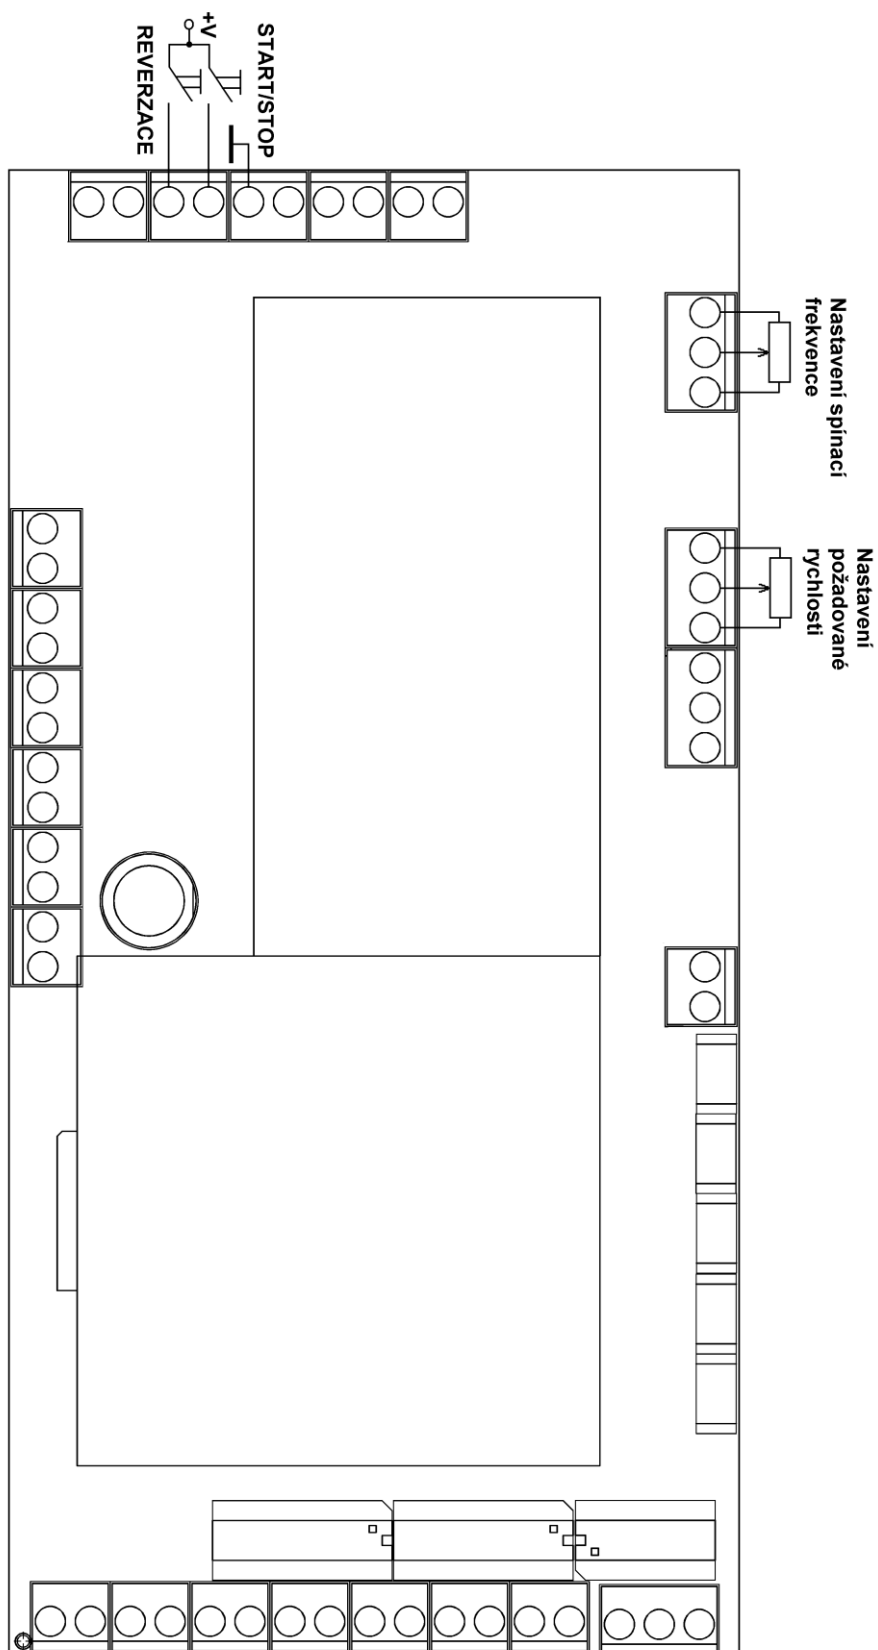 START/STOP
+V
REVERZACE
Nastavení spínací
frekvence
Nastavení
požadované
rychlosti